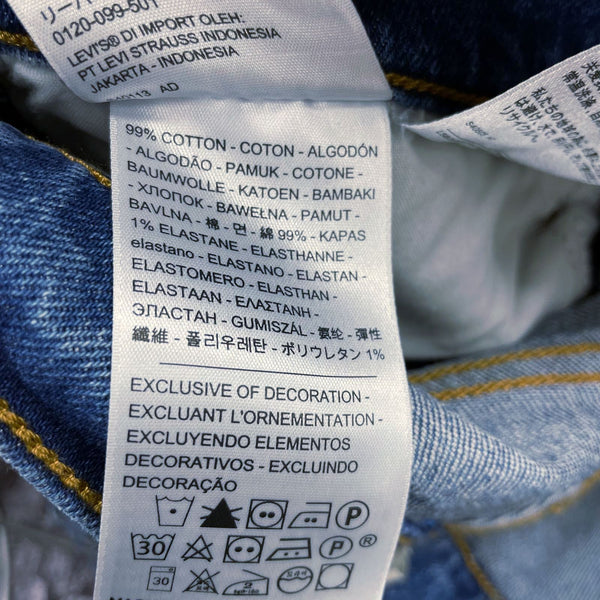 0120-099-501
LEVI'S® DI IMPORT OLEH:
PT LEVI STRAUSS INDONESIA
JAKARTA - INDONESIA
AD
99% COTTON - COTON - ALGODÓN
- ALGODÃO - PAMUK - COTONE -
BAUMWOLLE - KATOEN - BAMBAKI
- ХЛОПОК - BAWEŁNA - PAMUT -
BAVLNA - 棉 - 면 - 綿 99% - KAPAS
1% ELASTANE - ELASTHANNE -
elastano - ELASTANO - ELASTAN -
ELASTOMERO - ELASTHAN -
ELASTAAN - ΕΛΑΣΤΑΝΗ -
ЭЛАСТАН - GUMISZÁL - 氨纶 - 彈性
纖維 - 폴리우레탄 - ポリウレタン 1%
EXCLUSIVE OF DECORATION -
EXCLUANT L'ORNEMENTATION -
EXCLUYENDO ELEMENTOS
DECORATIVOS - EXCLUINDO
DECORAÇÃO
P
30 P ®
30 2